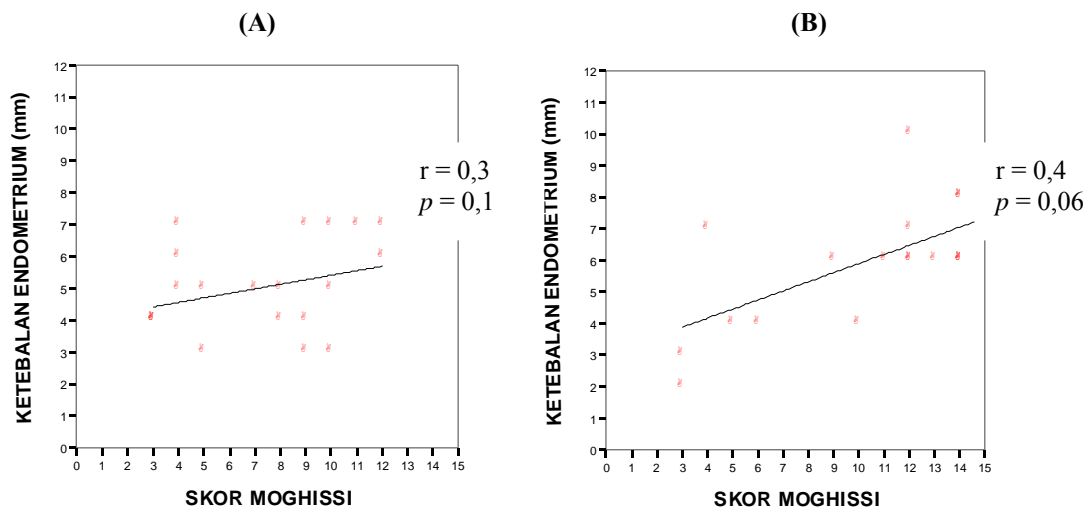 (A)
KETEBALAN ENDOMETRIUM (mm)
12
11
10
9
8
7
6
5
4
3
2
1
0
0 1 2 3 4 5 6 7 8 9 10 11 12 13 14 15
SKOR MOGHISSI
r = 0,3
p = 0,1
(B)
KETEBALAN ENDOMETRIUM (mm)
12
11
10
9
8
7
6
5
4
3
2
1
0
0 1 2 3 4 5 6 7 8 9 10 11 12 13 14 15
SKOR MOGHISSI
r = 0,4
p = 0,06